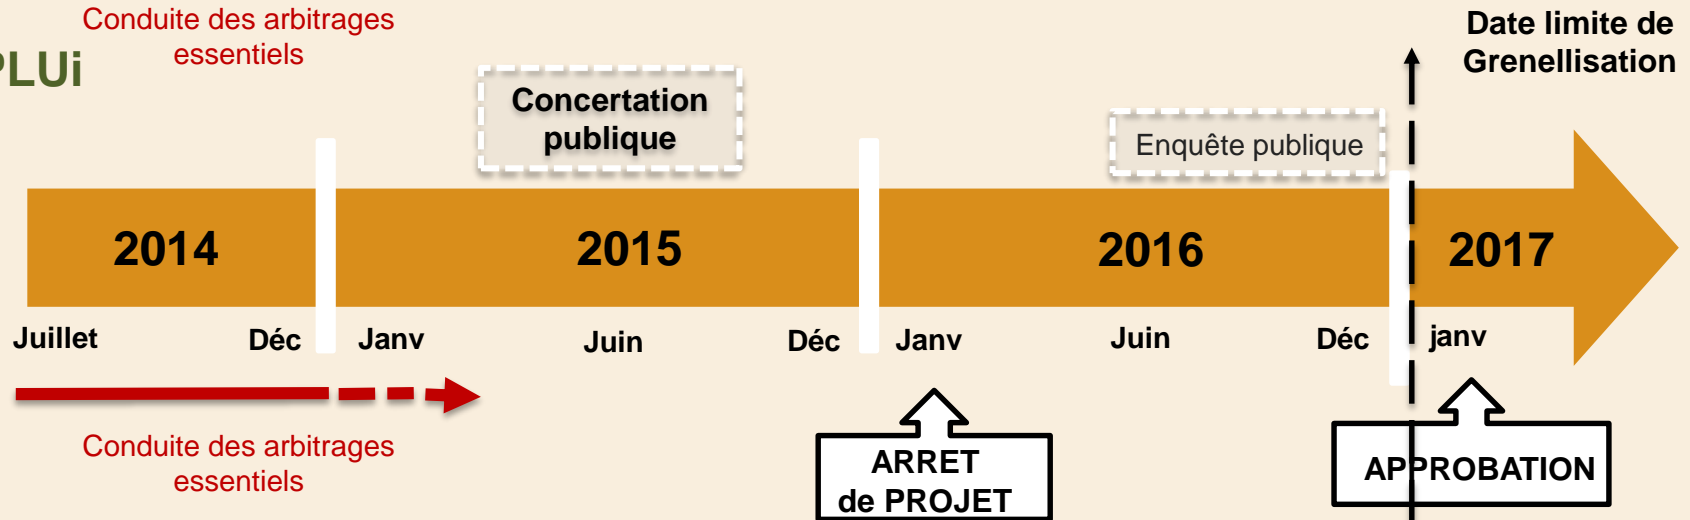 Conduite des arbitrages
essentiels
PLUi
Date limite de
Grenellisation
Concertation
publique
Enquête publique
2014
2015
2016
2017
Juillet
Déc
Janv
Juin
Déc
Janv
Juin
Déc
janv
Conduite des arbitrages
essentiels
ARRET
de PROJET
APPROBATION